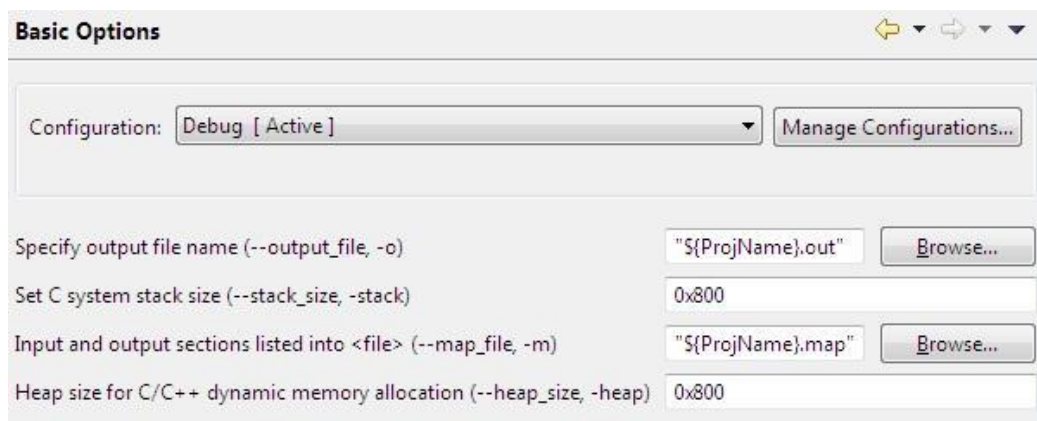 Basic Options
Configuration: Debug [ Active ] Manage Configurations...
Specify output file name (--output_file, -o) "${ProjName}.out" Browse...
Set C system stack size (--stack_size, -stack) 0x800
Input and output sections listed into <file> (--map_file, -m) "${ProjName}.map" Browse...
Heap size for C/C++ dynamic memory allocation (--heap_size, -heap) 0x800